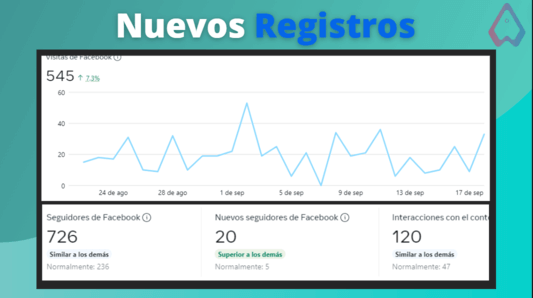 Nuevos Registros
Visitas de Facebook
545 ↑ 7.3%
60
40
20
0
24 de ago
28 de ago
1 de sep
5 de sep
9 de sep
13 de sep
17 de sep
Seguidores de Facebook
726
Similar a los demás
Normalmente: 236
Nuevos seguidores de Facebook
20
Superior a los demás
Normalmente: 5
Interacciones con el conte
120
Similar a los demás
Normalmente: 47